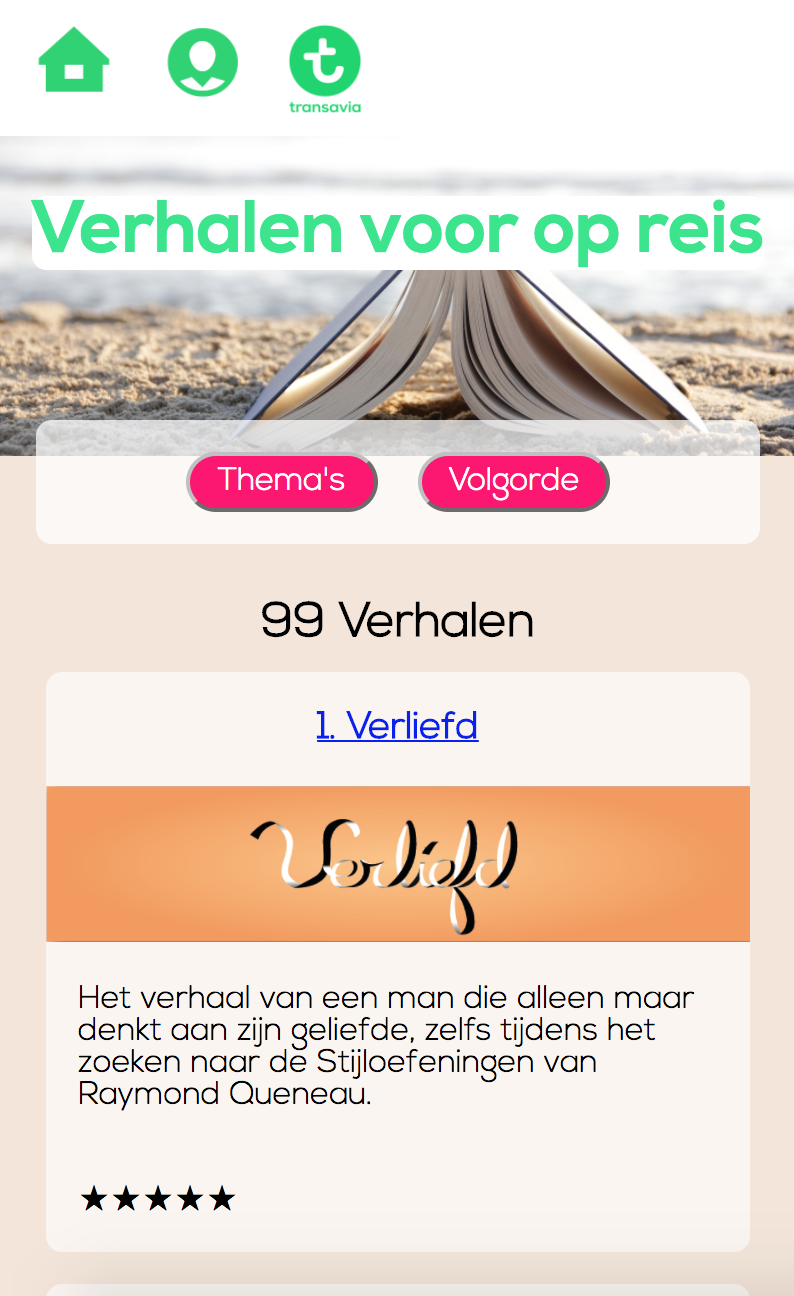 transavia
Verhalen voor op reis
Thema's
Volgorde
99 Verhalen
1. Verliefd
Verliefd
Het verhaal van een man die alleen maar
denkt aan zijn geliefde, zelfs tijdens het
zoeken naar de Stijloefeningen van
Raymond Queneau.
★★★★★